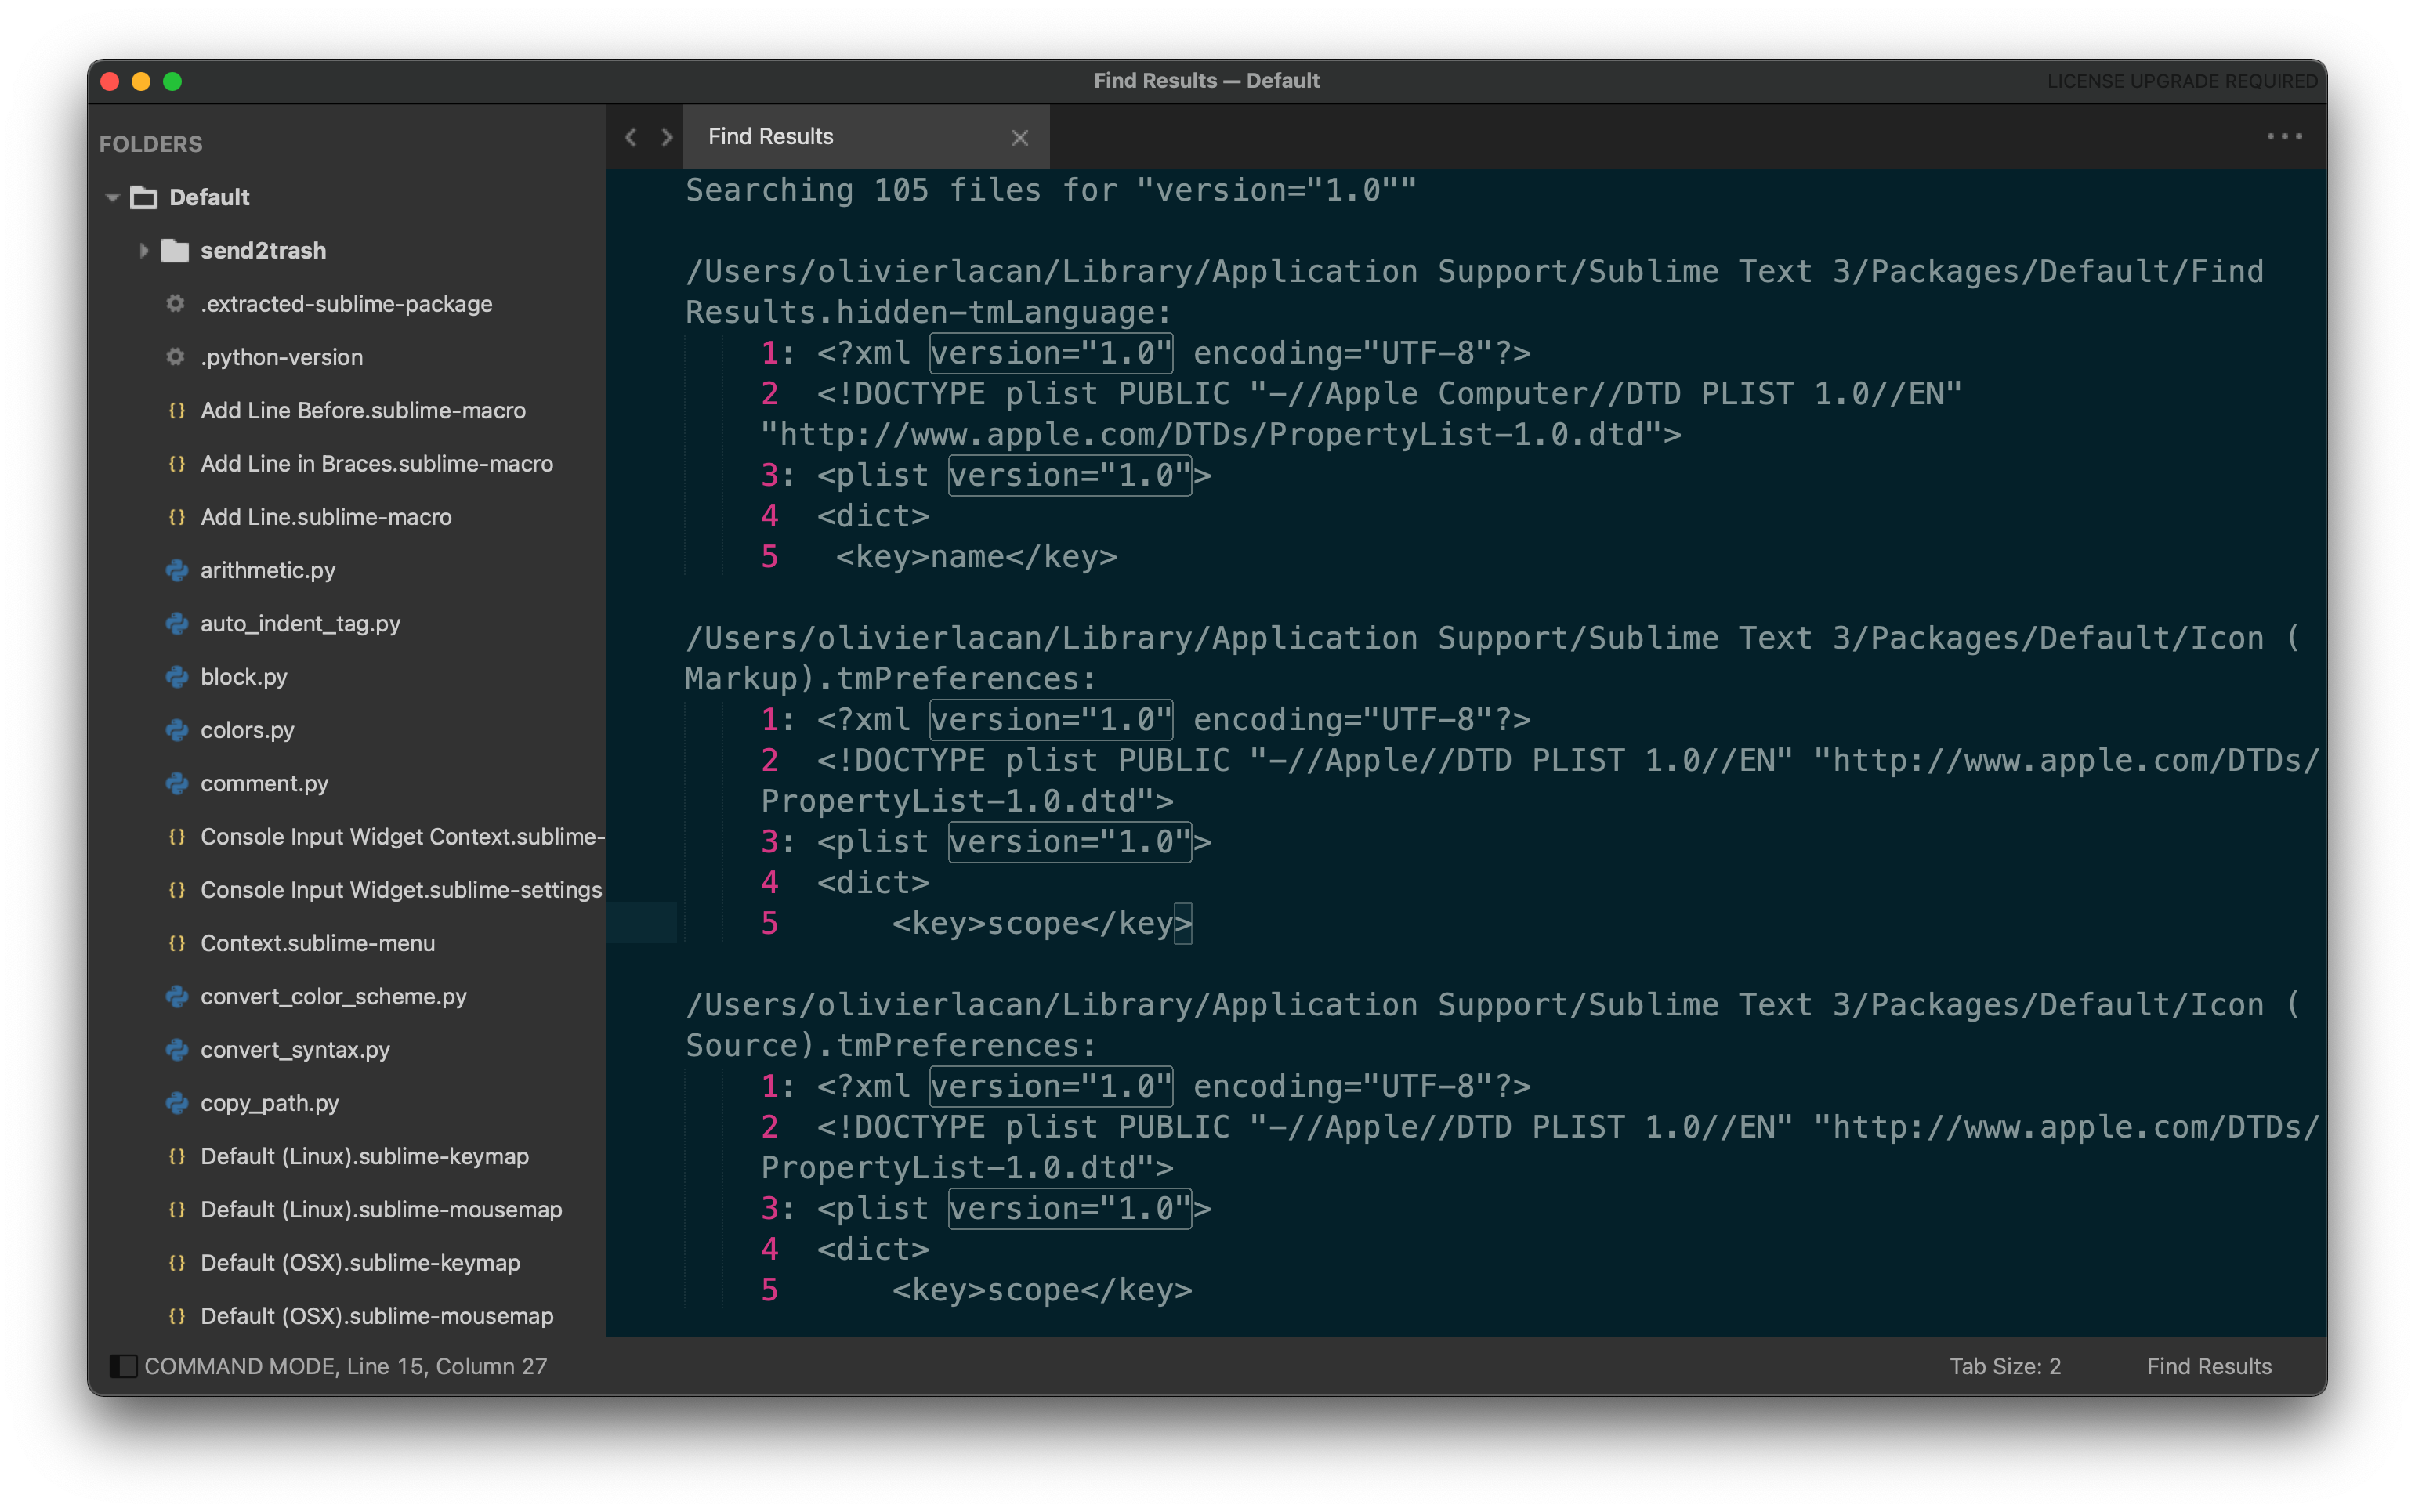 Find Results — Default
LICENSE UPGRADE REQUIRED
FOLDERS
Default
send2trash
.extracted-sublime-package
.python-version
Add Line Before.sublime-macro
Add Line in Braces.sublime-macro
Add Line.sublime-macro
arithmetic.py
auto_indent_tag.py
block.py
colors.py
comment.py
Console Input Widget Context.sublime-
Console Input Widget.sublime-settings
Context.sublime-menu
convert_color_scheme.py
convert_syntax.py
copy_path.py
Default (Linux).sublime-keymap
Default (Linux).sublime-mousemap
Default (OSX).sublime-keymap
Default (OSX).sublime-mousemap
Find Results
Searching 105 files for "version="1.0""
/Users/olivierlacan/Library/Application Support/Sublime Text 3/Packages/Default/Find
Results.hidden-tmLanguage:
1: <?xml version="1.0" encoding="UTF-8"?>
2  <!DOCTYPE plist PUBLIC "-//Apple Computer//DTD PLIST 1.0//EN"
"http://www.apple.com/DTDs/PropertyList-1.0.dtd">
3: <plist version="1.0">
4  <dict>
5   <key>name</key>
/Users/olivierlacan/Library/Application Support/Sublime Text 3/Packages/Default/Icon (
Markup).tmPreferences:
1: <?xml version="1.0" encoding="UTF-8"?>
2  <!DOCTYPE plist PUBLIC "-//Apple//DTD PLIST 1.0//EN" "http://www.apple.com/DTDs/
PropertyList-1.0.dtd">
3: <plist version="1.0">
4  <dict>
5      <key>scope</key>
/Users/olivierlacan/Library/Application Support/Sublime Text 3/Packages/Default/Icon (
Source).tmPreferences:
1: <?xml version="1.0" encoding="UTF-8"?>
2  <!DOCTYPE plist PUBLIC "-//Apple//DTD PLIST 1.0//EN" "http://www.apple.com/DTDs/
PropertyList-1.0.dtd">
3: <plist version="1.0">
4  <dict>
5      <key>scope</key>
COMMAND MODE, Line 15, Column 27
Tab Size: 2
Find Results